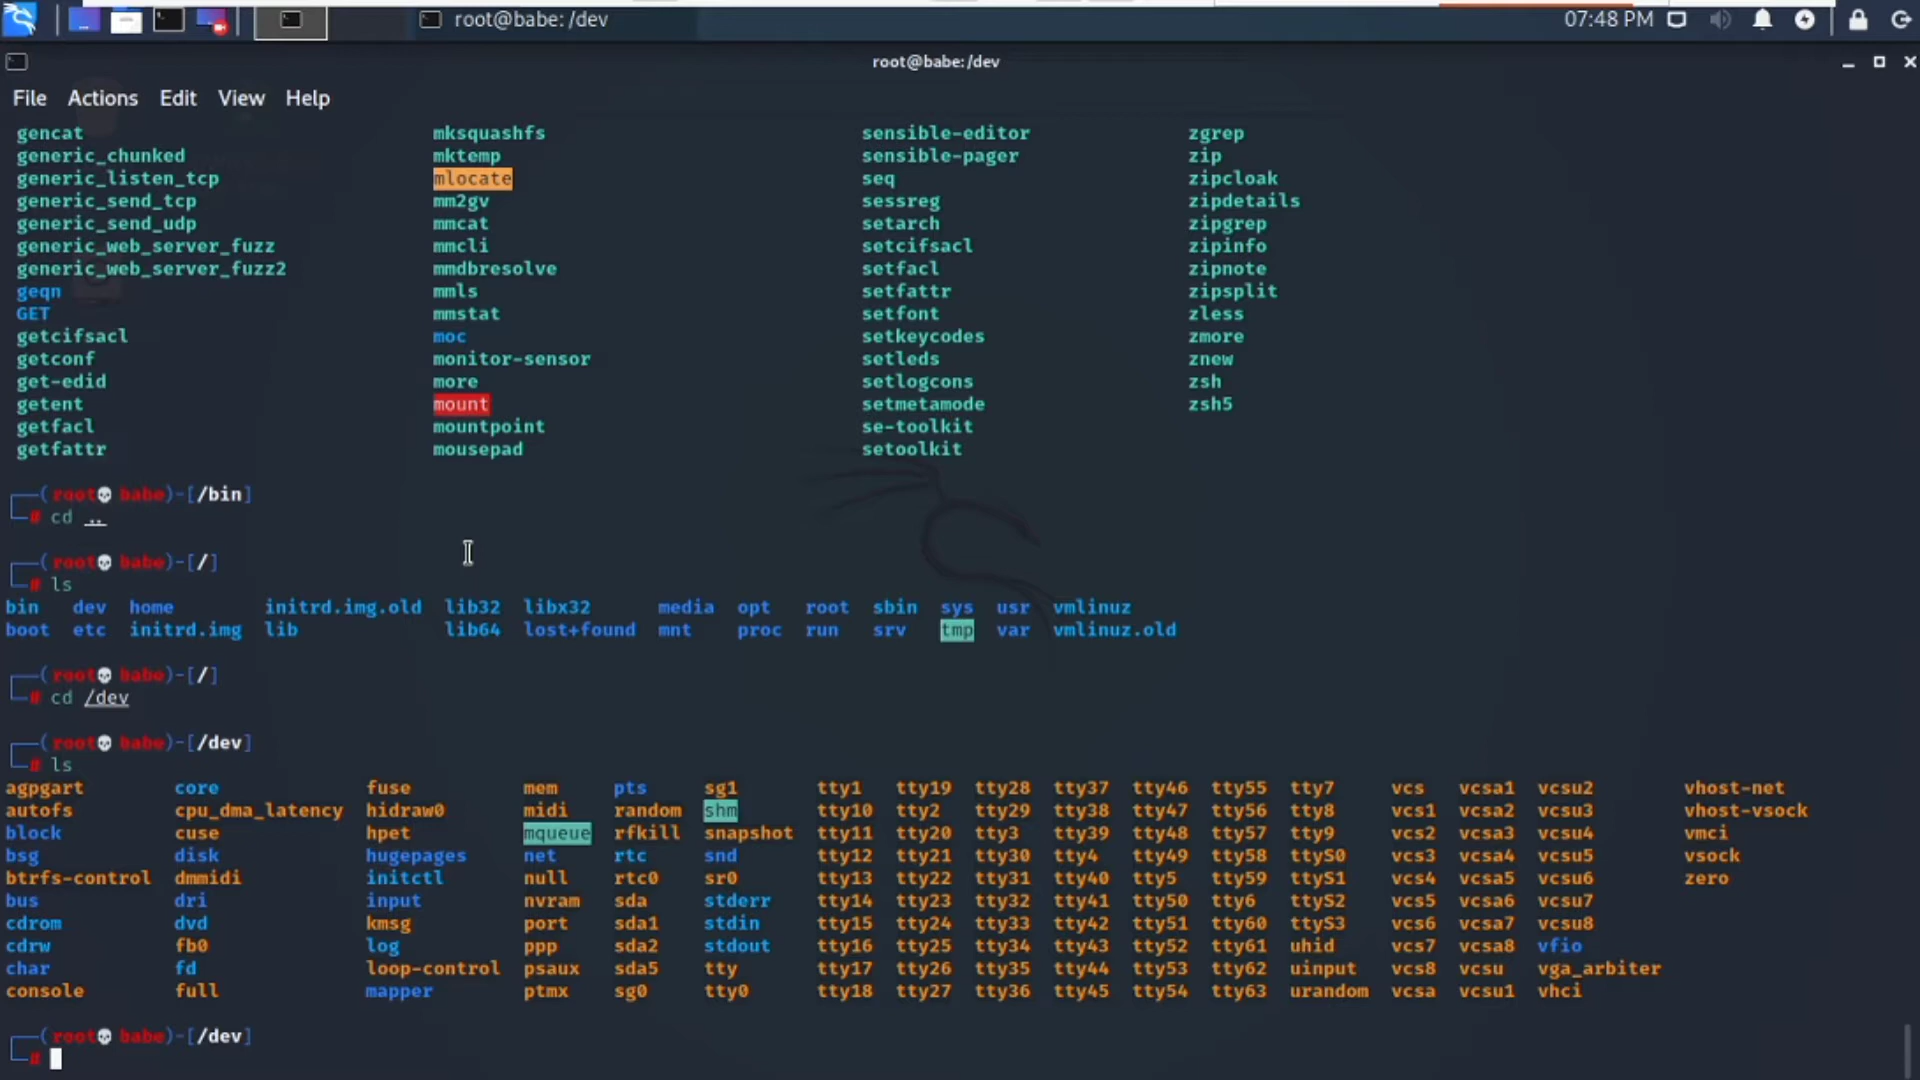 root@babe: /dev
07:48 PM
root@babe:/dev
File Actions Edit View Help
gencat mksquashfs sensible-editor zgrep
generic_chunked mktemp sensible-pager zip
generic_listen_tcp mlocate seq zipcloak
generic_send_tcp mm2gv sessreg zipdetails
generic_send_udp mmcat setarch zipgrep
generic_web_server_fuzz mmcli setcifsacl zipinfo
generic_web_server_fuzz2 mmdbresolve setfacl zipnote
geqn mmls setfattr zipsplit
GET mmstat setfont zless
getcifsacl moc setkeycodes zmore
getconf monitor-sensor setleds znew
get-edid more setlogcons zsh
getent mount setmetamode zsh5
getfacl mountpoint se-toolkit
getfattr mousepad setoolkit
┌──(root💀babe)-[/bin]
└─# cd ..
┌──(root💀babe)-[/]
└─# ls
bin dev home initrd.img.old lib32 libx32 media opt root sbin sys usr vmlinuz
boot etc initrd.img lib lib64 lost+found mnt proc run srv tmp var vmlinuz.old
┌──(root💀babe)-[/]
└─# cd /dev
┌──(root💀babe)-[/dev]
└─# ls
agpgart core fuse mem pts sg1 tty1 tty19 tty28 tty37 tty46 tty55 tty7 vcs vcsa1 vcsu2 vhost-net
autofs cpu_dma_latency hidraw0 midi random shm tty10 tty2 tty29 tty38 tty47 tty56 tty8 vcs1 vcsa2 vcsu3 vhost-vsock
block cuse hpet mqueue rfkill snapshot tty11 tty20 tty3 tty39 tty48 tty57 tty9 vcs2 vcsa3 vcsu4 vmci
bsg disk hugepages net rtc snd tty12 tty21 tty30 tty4 tty49 tty58 ttyS0 vcs3 vcsa4 vcsu5 vsock
btrfs-control dmmidi initctl null rtc0 sr0 tty13 tty22 tty31 tty40 tty5 tty59 ttyS1 vcs4 vcsa5 vcsu6 zero
bus dri input nvram sda stderr tty14 tty23 tty32 tty41 tty50 tty6 ttyS2 vcs5 vcsa6 vcsu7
cdrom dvd kmsg port sda1 stdin tty15 tty24 tty33 tty42 tty51 tty60 ttyS3 vcs6 vcsa7 vcsu8
cdrw fb0 log ppp sda2 stdout tty16 tty25 tty34 tty43 tty52 tty61 uhid vcs7 vcsa8 vfio
char fd loop-control psaux sda5 tty tty17 tty26 tty35 tty44 tty53 tty62 uinput vcs8 vcsu vga_arbiter
console full mapper ptmx sg0 tty0 tty18 tty27 tty36 tty45 tty54 tty63 urandom vcsa vcsu1 vhci
┌──(root💀babe)-[/dev]
└─#